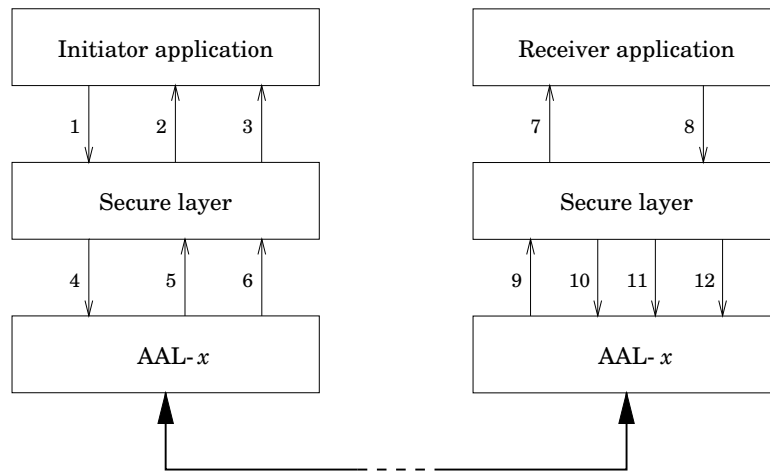 Initiator application Receiver application
1 2 3 7 8
Secure layer Secure layer
4 5 6 9 10 11 12
AAL-x AAL-x